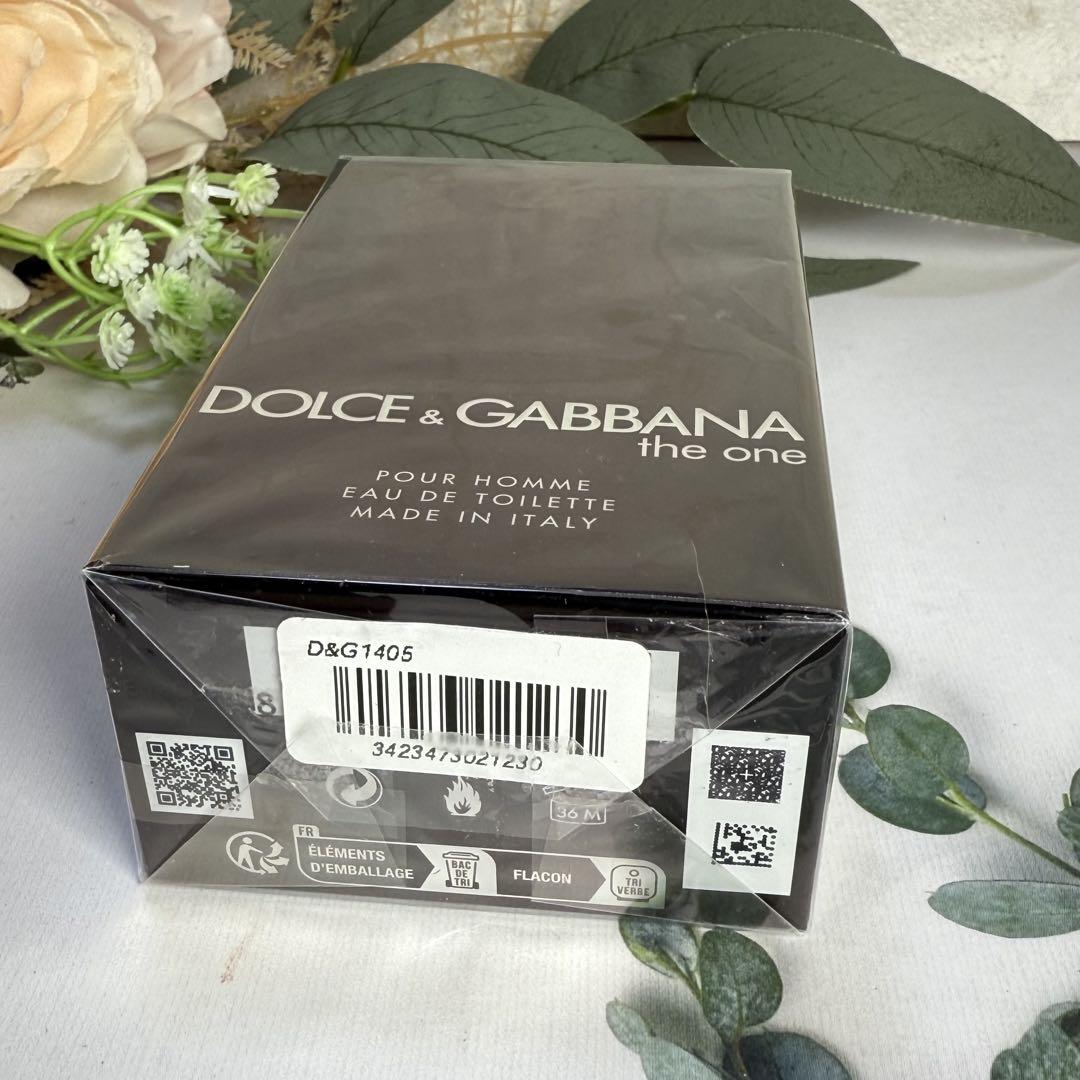 DOLCE & GABBANA
the one
POUR HOMME
EAU DE TOILETTE
MADE IN ITALY
D&G1405
8
3423473021230
36 M
FR
ÉLÉMENTS
D'EMBALLAGE
BAC
DE
TRI
FLACON
TRI
VERRE